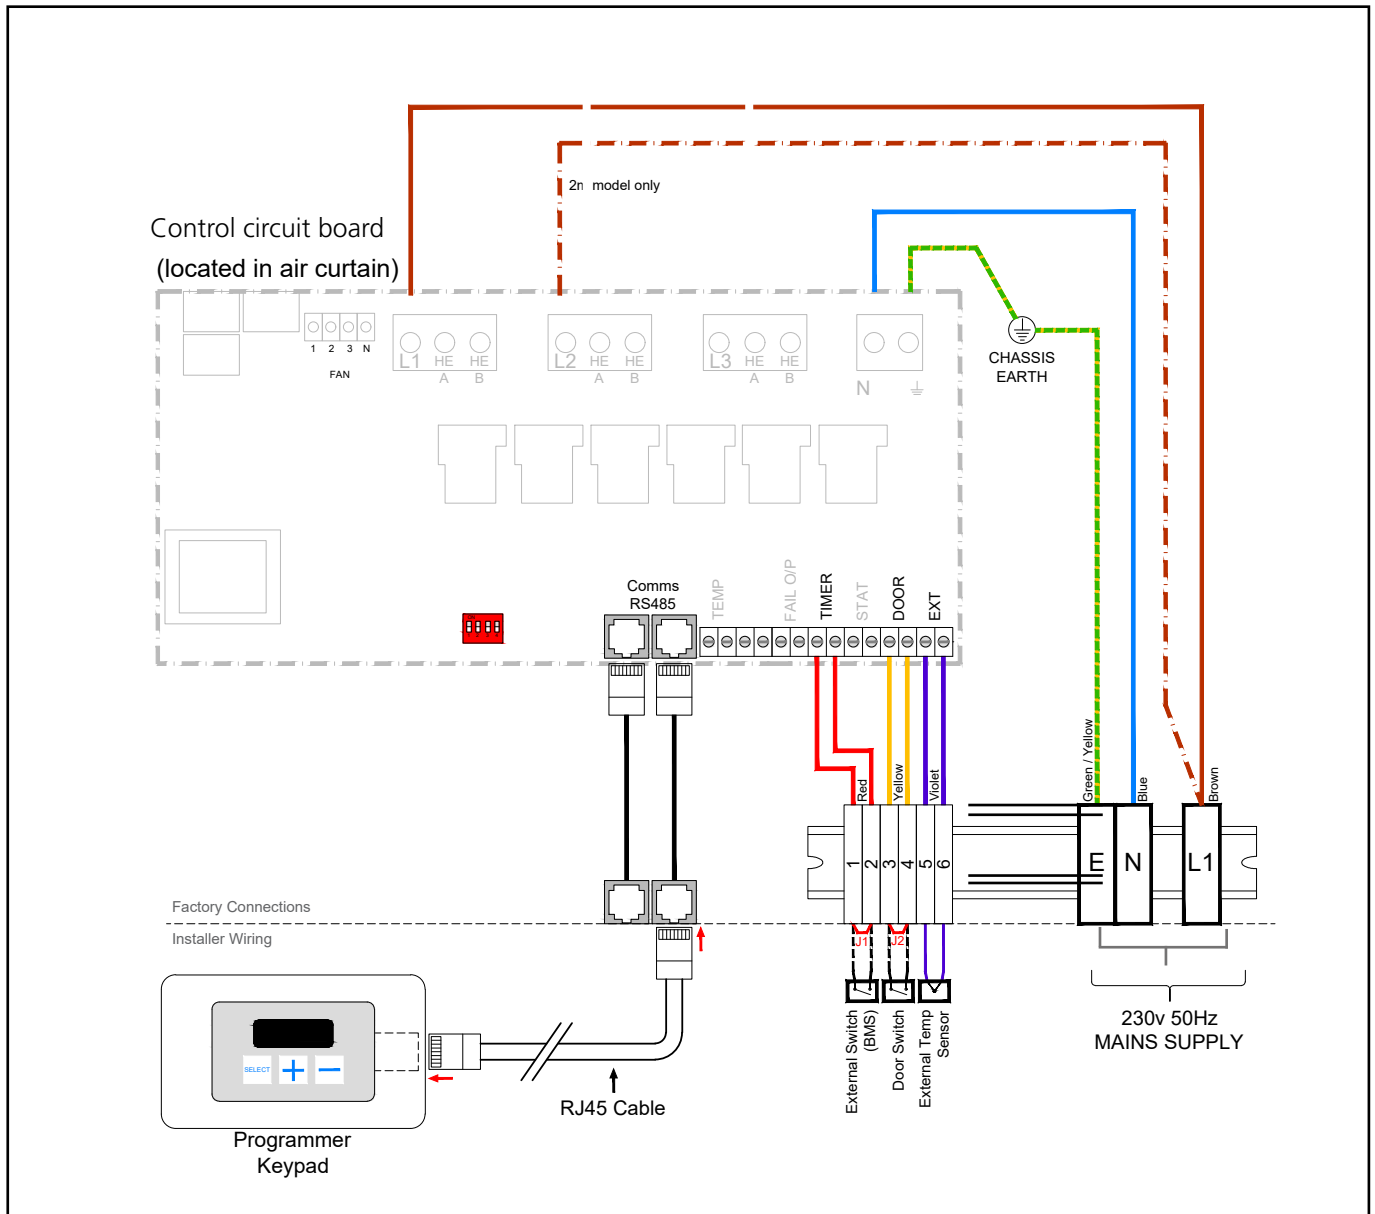 2n model only
Control circuit board
(located in air curtain)
1 2 3 N
FAN
L1 HE HE
A B
L2 HE HE
A B
L3 HE HE
A B
N
CHASSIS
EARTH
Comms
RS485
TEMP
FAIL O/P
TIMER
STAT
DOOR
EXT
Red
Yellow
Violet
Green / Yellow
Blue
Brown
1 2 3 4 5 6
E N L1
Factory Connections
Installer Wiring
J1 J2
External Switch
(BMS)
Door Switch
External Temp
Sensor
230v 50Hz
MAINS SUPPLY
SELECT + −
RJ45 Cable
Programmer
Keypad